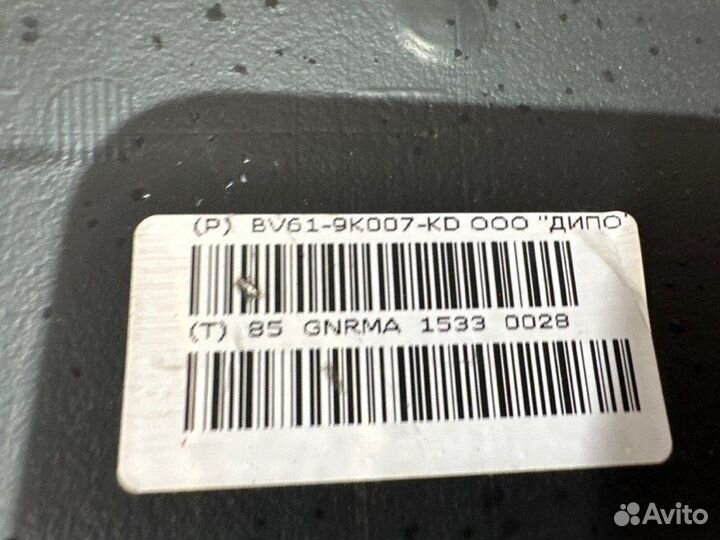 (P) BV61-9K007-KD ООО "ДИПО"
(T) 85 GNRMA 1533 0028
Avito